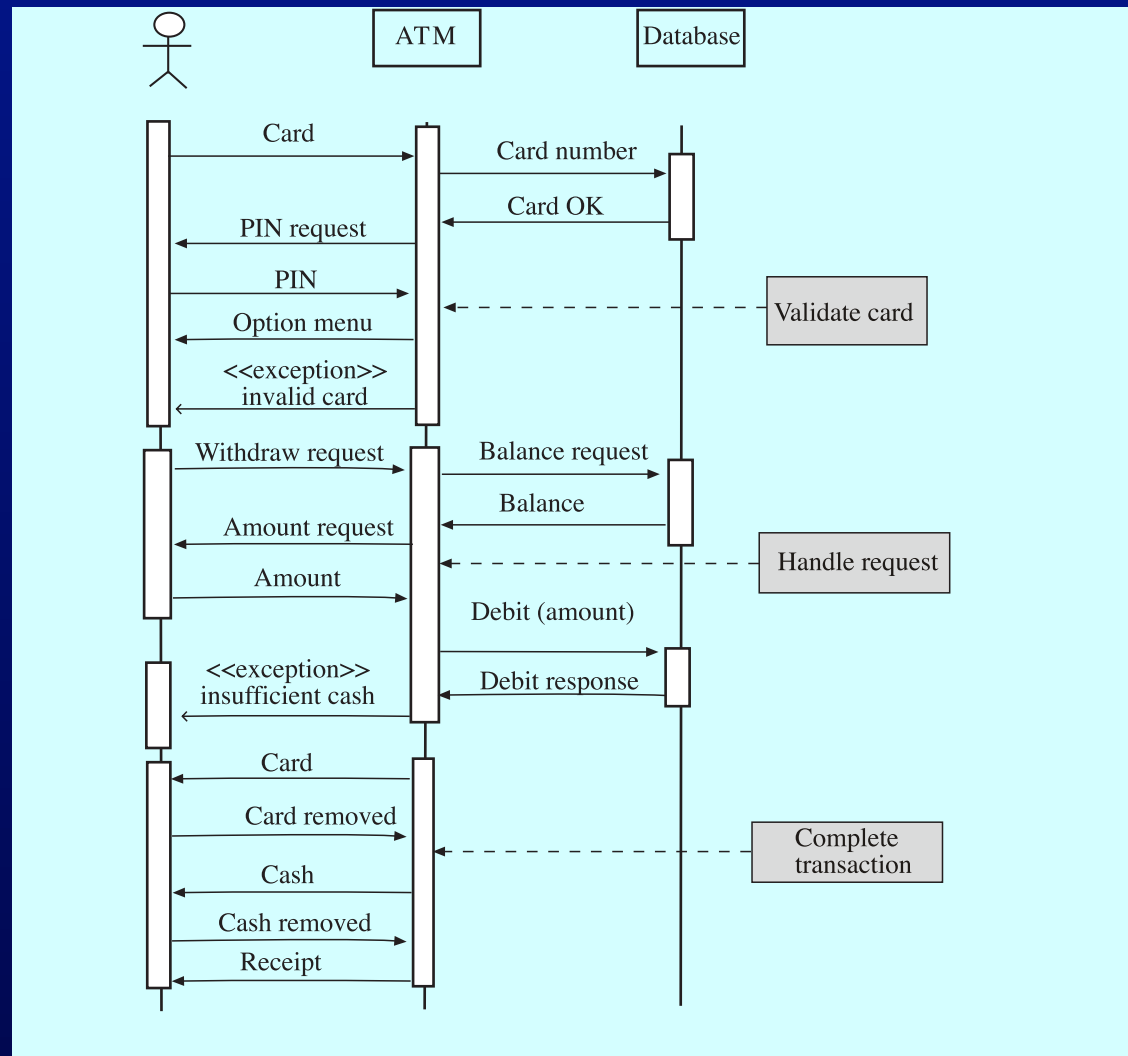 ATM
Database
Card
Card number
Card OK
PIN request
PIN
Validate card
Option menu
<<exception>>
invalid card
Withdraw request
Balance request
Balance
Amount request
Handle request
Amount
Debit (amount)
<<exception>>
insufficient cash
Debit response
Card
Card removed
Complete
transaction
Cash
Cash removed
Receipt